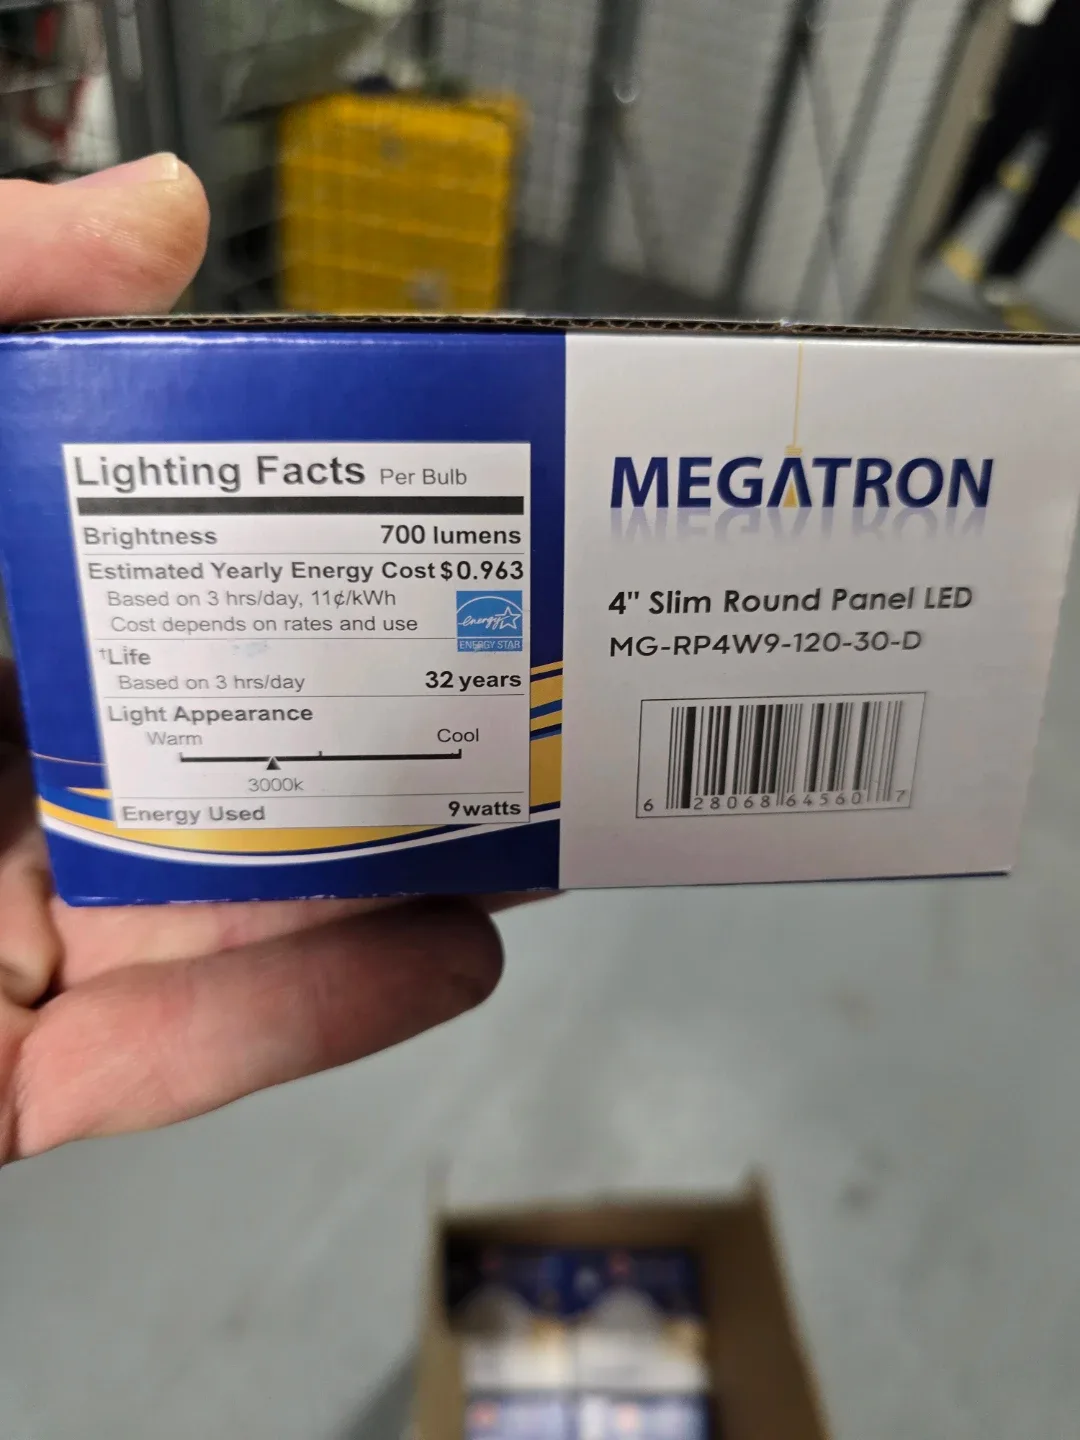 Lighting Facts Per Bulb
Brightness 700 lumens
Estimated Yearly Energy Cost $0.963
Based on 3 hrs/day, 11¢/kWh
Cost depends on rates and use
energy
ENERGY STAR
†Life
Based on 3 hrs/day 32 years
Light Appearance
Warm Cool
3000k
Energy Used 9watts
MEGATRON
4" Slim Round Panel LED
MG-RP4W9-120-30-D
6 28068 64560 7